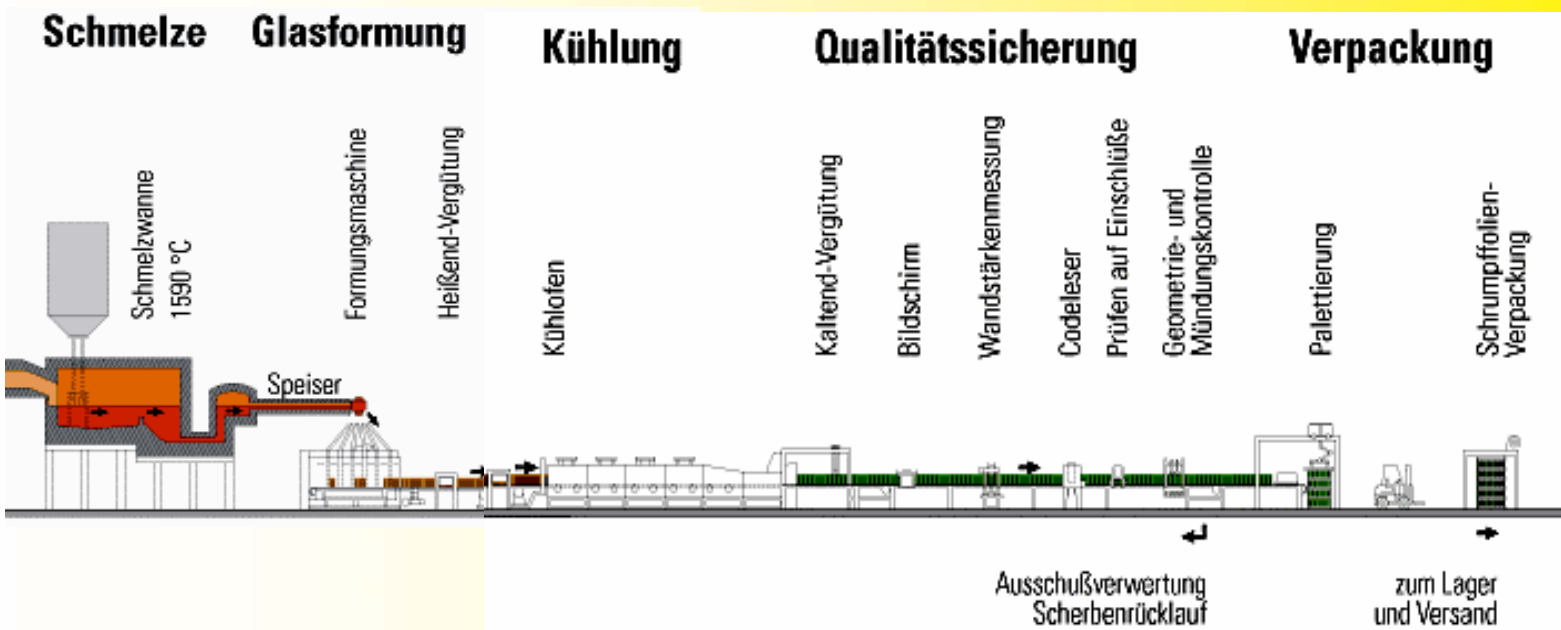 Schmelze
Glasformung
Kühlung
Qualitätssicherung
Verpackung
Schmelzwanne
1590 °C
Formungsmaschine
Heißend-Vergütung
Kühlofen
Kaltend-Vergütung
Bildschirm
Wandstärkenmessung
Codeleser
Prüfen auf Einschlüße
Geometrie- und
Mündungskontrolle
Palettierung
Schrumpffolien-
Verpackung
Speiser
Ausschußverwertung
Scherbenrücklauf
zum Lager
und Versand